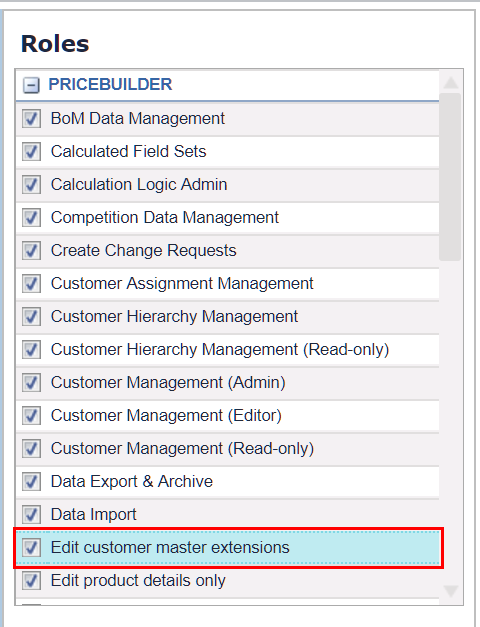 Roles
PRICEBUILDER
BoM Data Management
Calculated Field Sets
Calculation Logic Admin
Competition Data Management
Create Change Requests
Customer Assignment Management
Customer Hierarchy Management
Customer Hierarchy Management (Read-only)
Customer Management (Admin)
Customer Management (Editor)
Customer Management (Read-only)
Data Export & Archive
Data Import
Edit customer master extensions
Edit product details only